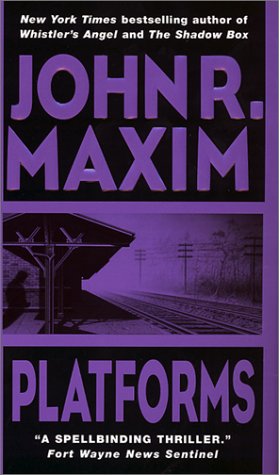 New York Times bestselling author of
Whistler's Angel and The Shadow Box
JOHN R.
MAXIM
PLATFORMS
"A SPELLBINDING THRILLER."
Fort Wayne News Sentinel